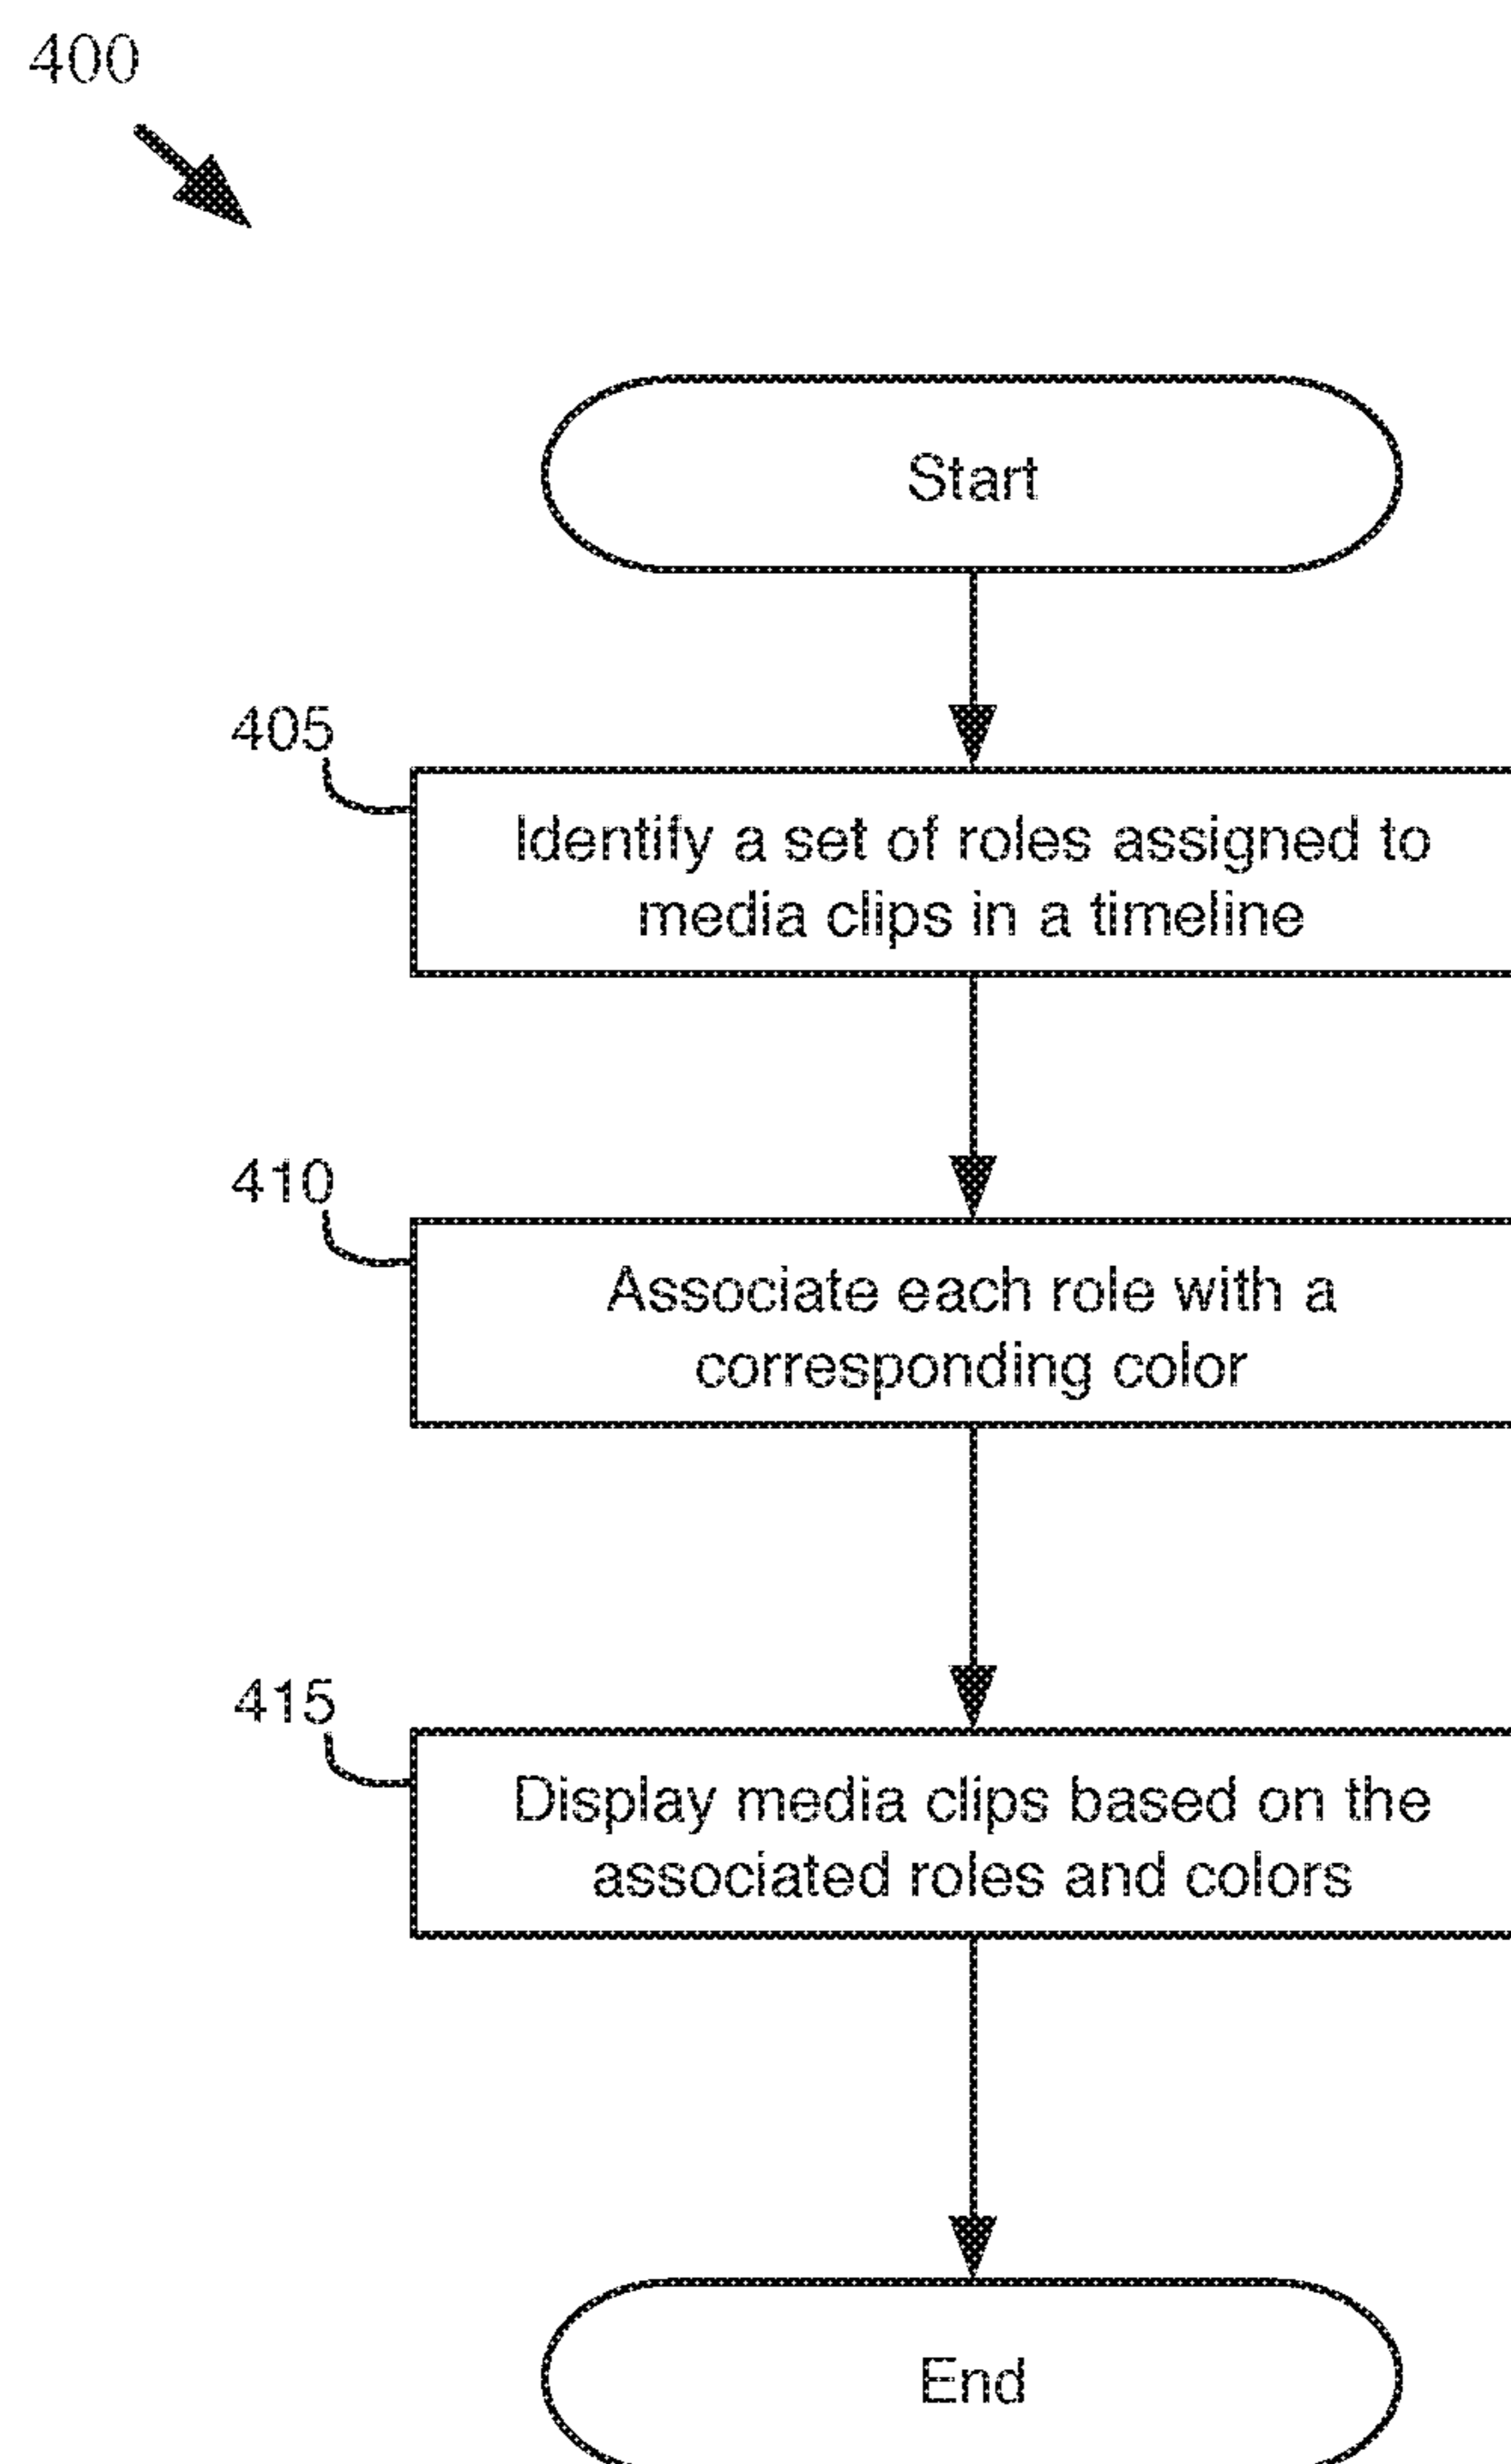 400
Start
405
Identify a set of roles assigned to
media clips in a timeline
410
Associate each role with a
corresponding color
415
Display media clips based on the
associated roles and colors
End